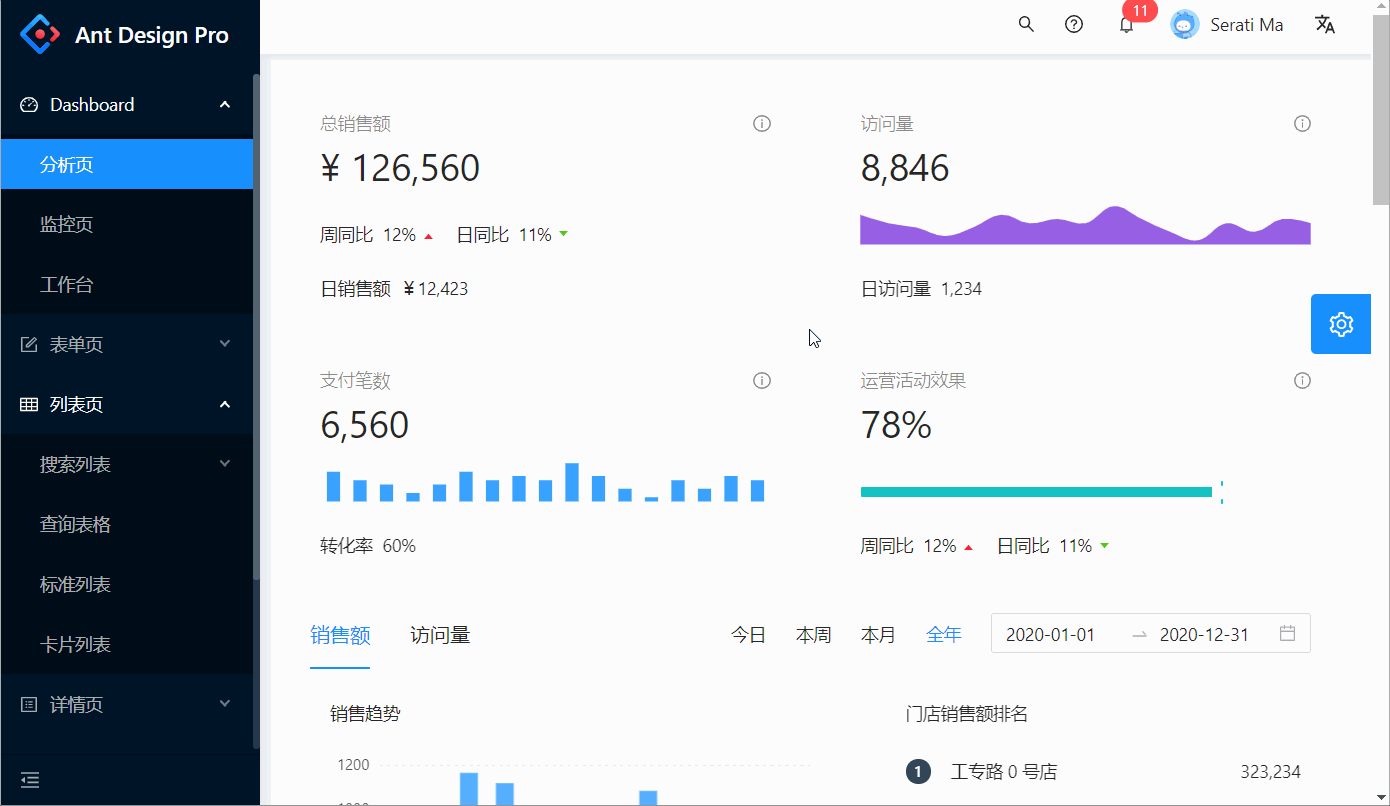 Ant Design Pro
11
Serati Ma
Dashboard
分析页
监控页
工作台
表单页
列表页
搜索列表
查询表格
标准列表
卡片列表
详情页
总销售额
¥ 126,560
周同比 12% 日同比 11%
日销售额 ¥ 12,423
访问量
8,846
日访问量 1,234
支付笔数
6,560
转化率 60%
运营活动效果
78%
周同比 12% 日同比 11%
销售额 访问量 今日 本周 本月 全年 2020-01-01 2020-12-31
销售趋势
1200
门店销售额排名
1 工专路 0 号店 323,234